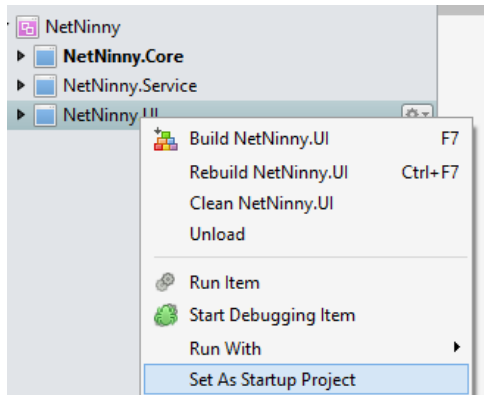 NetNinny
NetNinny.Core
NetNinny.Service
NetNinny.UI
Build NetNinny.UI F7
Rebuild NetNinny.UI Ctrl+F7
Clean NetNinny.UI
Unload
Run Item
Start Debugging Item
Run With
Set As Startup Project